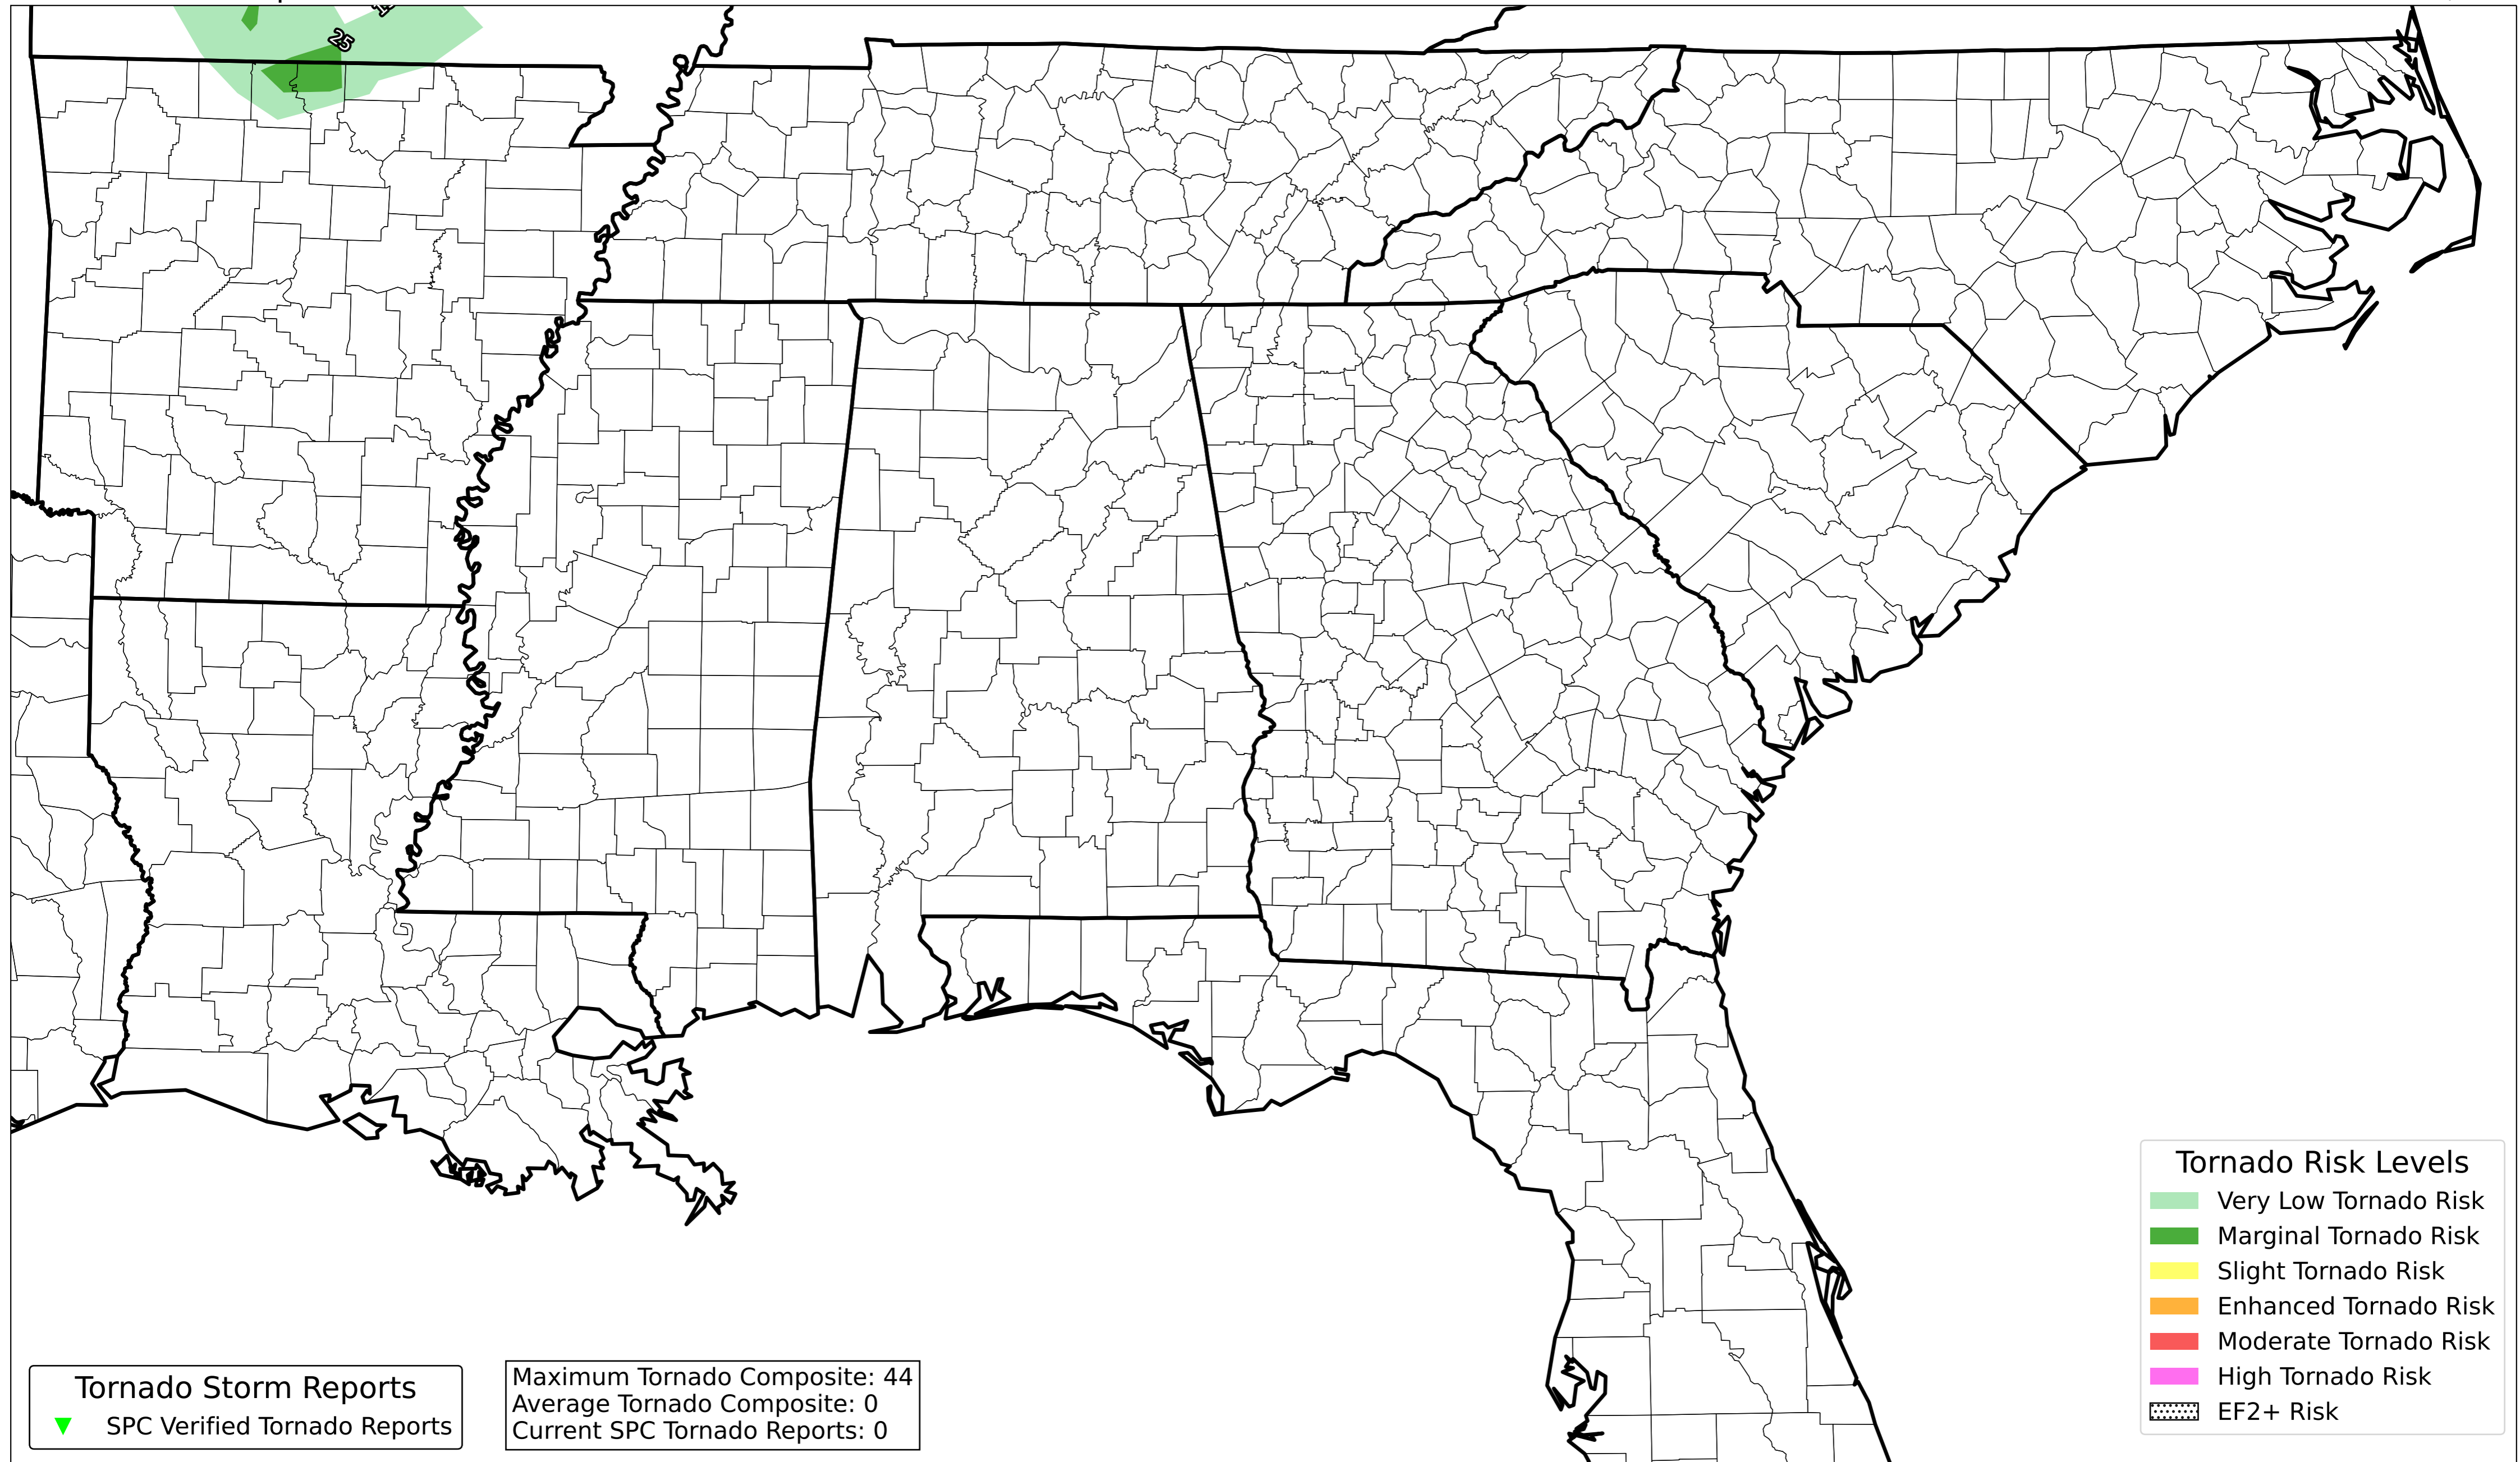 25
Tornado Risk Levels
Very Low Tornado Risk
Marginal Tornado Risk
Slight Tornado Risk
Enhanced Tornado Risk
Moderate Tornado Risk
High Tornado Risk
EF2+ Risk
Tornado Storm Reports
SPC Verified Tornado Reports
Maximum Tornado Composite: 44
Average Tornado Composite: 0
Current SPC Tornado Reports: 0